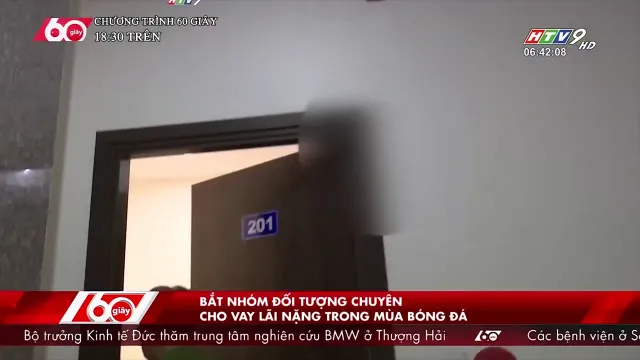 60 giây
CHƯƠNG TRÌNH 60 GIÂY
18:30 TRÊN
HTV9
HTV9 HD
06:42:08
201
60 giây
BẮT NHÓM ĐỐI TƯỢNG CHUYÊN
CHO VAY LÃI NẶNG TRONG MÙA BÓNG ĐÁ
Bộ trưởng Kinh tế Đức thăm trung tâm nghiên cứu BMW ở Thượng Hải
60
Các bệnh viện ở S